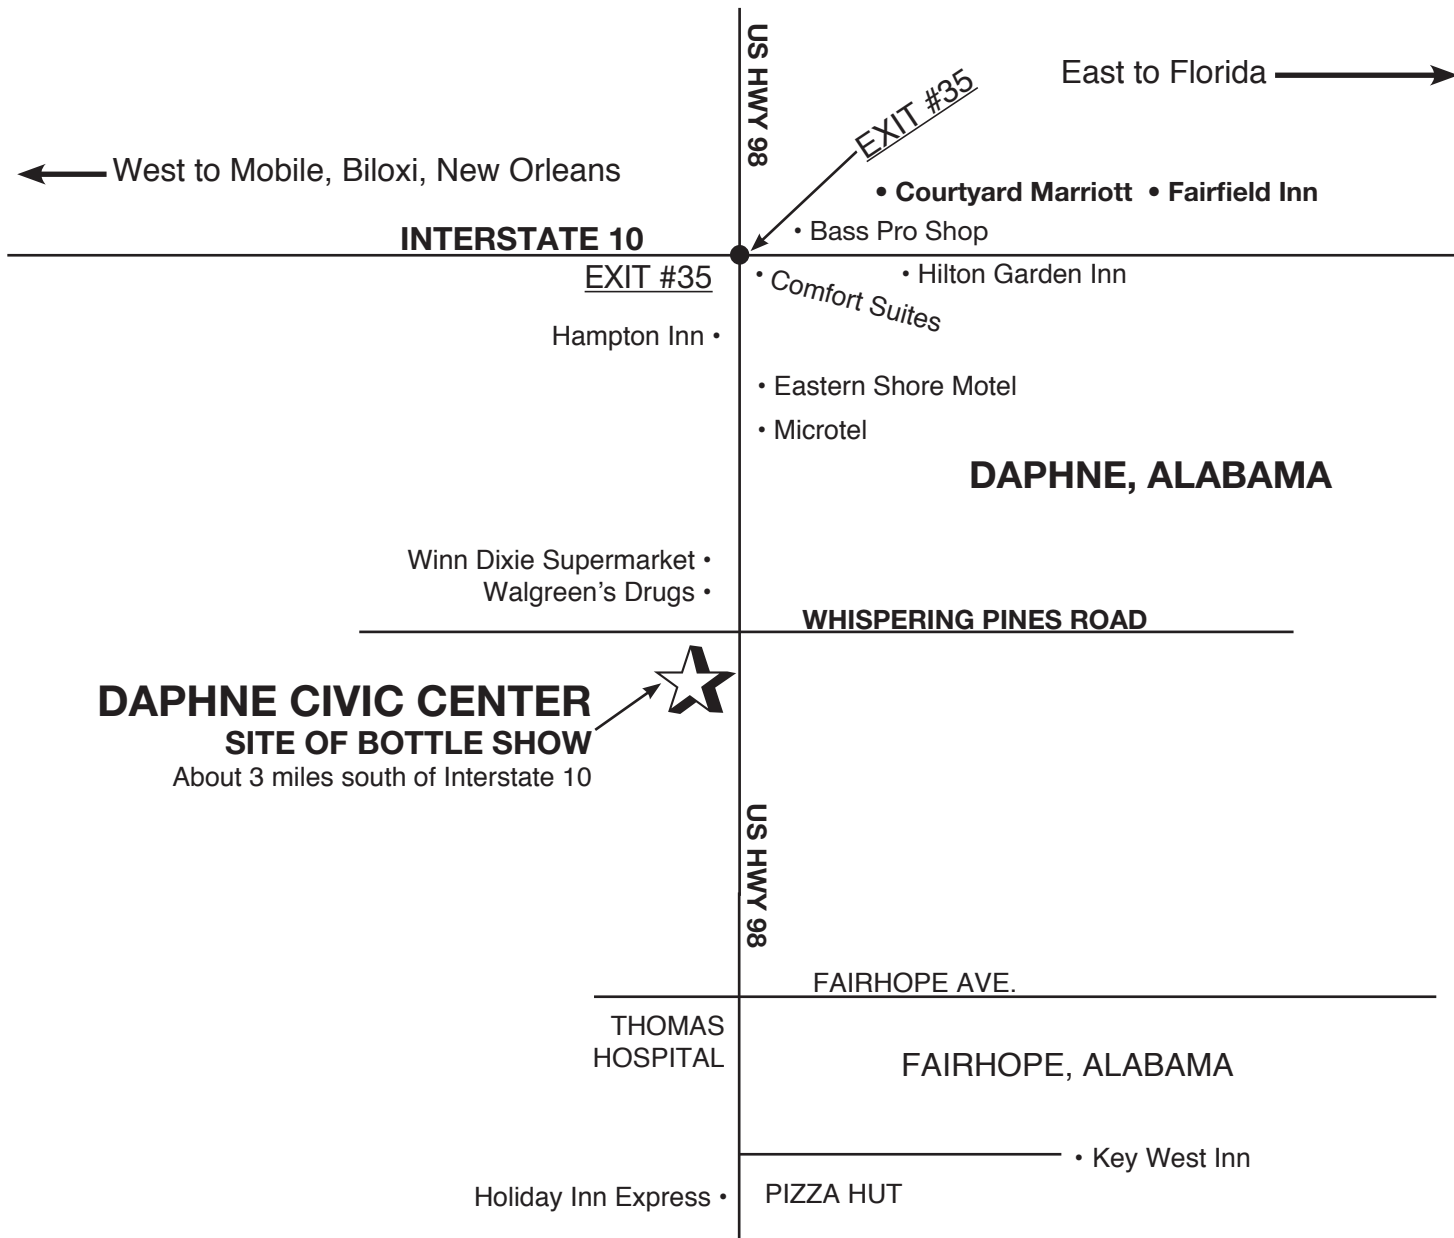 US HWY 98
East to Florida
EXIT #35
West to Mobile, Biloxi, New Orleans
• Courtyard Marriott • Fairfield Inn
• Bass Pro Shop
INTERSTATE 10
EXIT #35
• Comfort Suites
• Hilton Garden Inn
Hampton Inn •
• Eastern Shore Motel
• Microtel
DAPHNE, ALABAMA
Winn Dixie Supermarket •
Walgreen’s Drugs •
WHISPERING PINES ROAD
DAPHNE CIVIC CENTER
SITE OF BOTTLE SHOW
About 3 miles south of Interstate 10
US HWY 98
FAIRHOPE AVE.
THOMAS
HOSPITAL
FAIRHOPE, ALABAMA
• Key West Inn
Holiday Inn Express •
PIZZA HUT